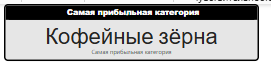 Самая прибыльная категория
Кофейные зёрна
Самая прибыльная категория